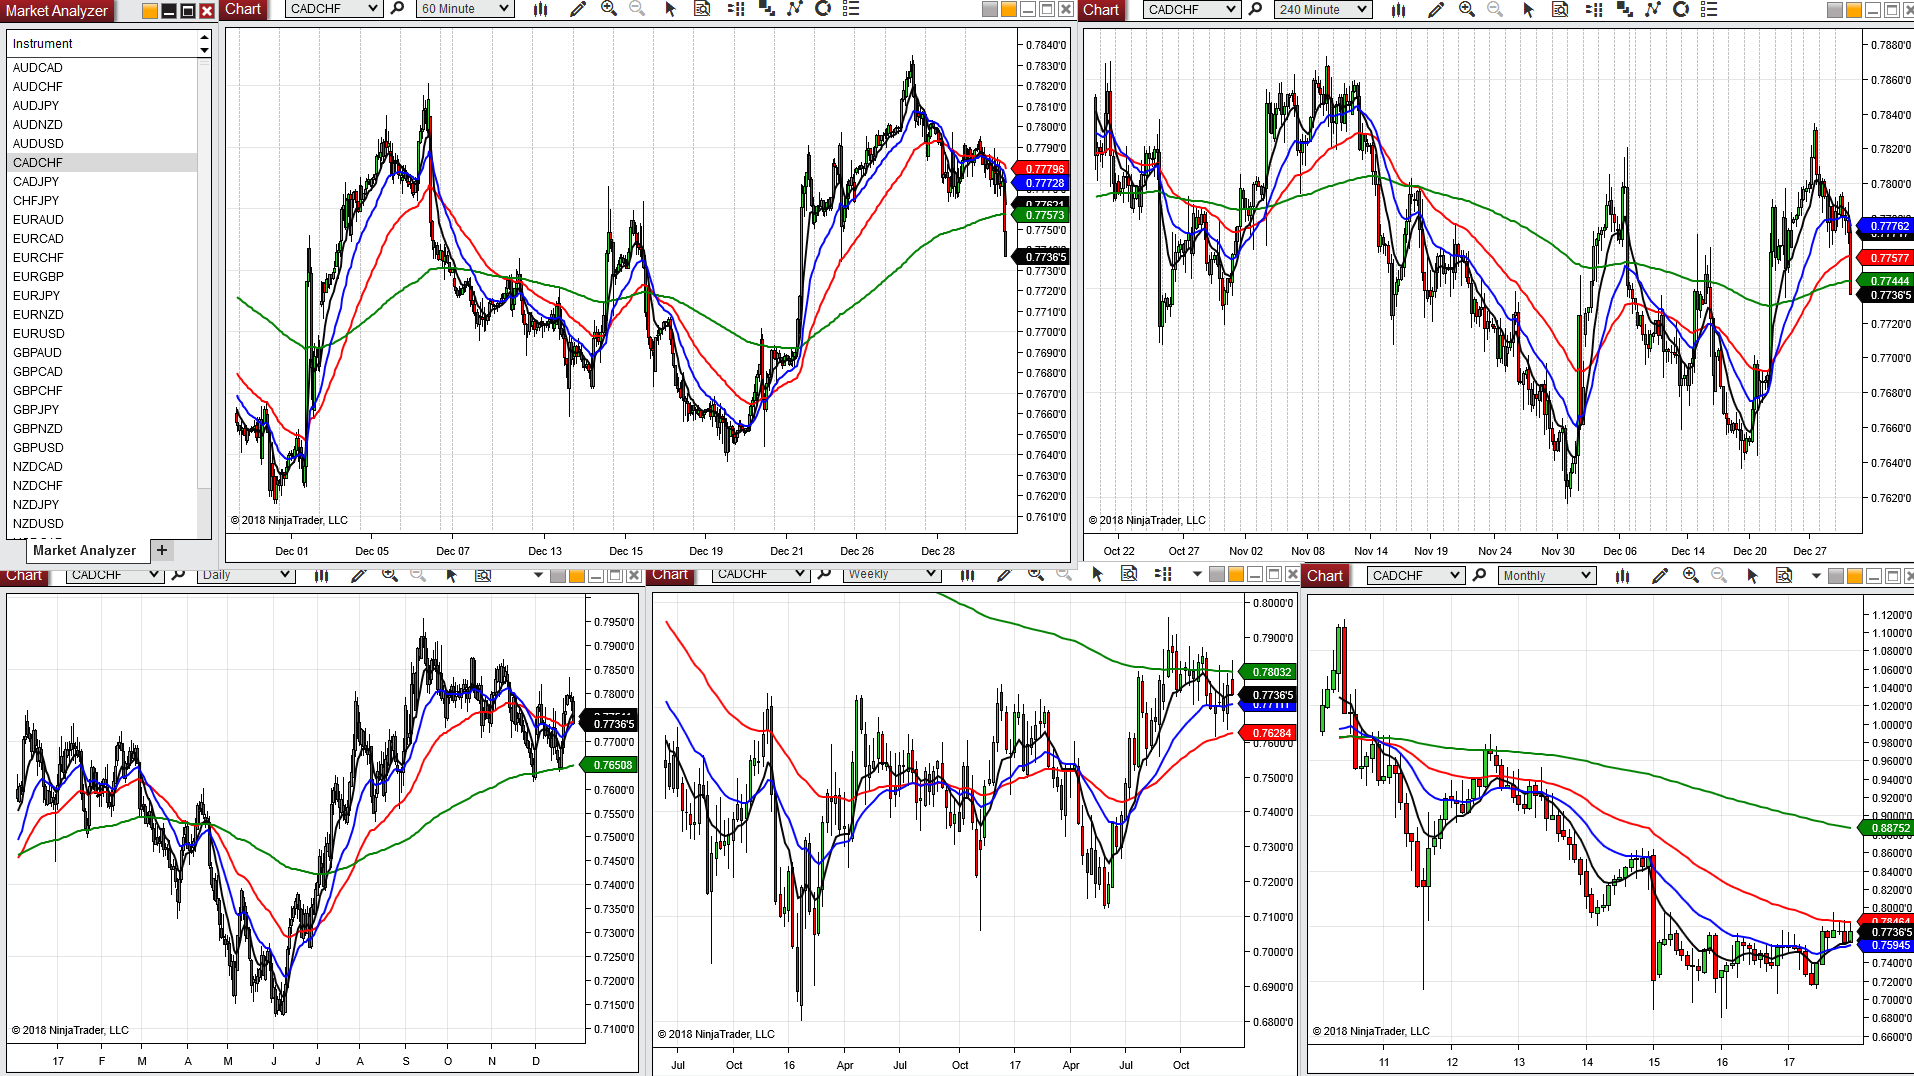 Market Analyzer
Instrument
AUDCAD
AUDCHF
AUDJPY
AUDNZD
AUDUSD
CADCHF
CADJPY
CHFJPY
EURAUD
EURCAD
EURCHF
EURGBP
EURJPY
EURNZD
EURUSD
GBPAUD
GBPCAD
GBPCHF
GBPJPY
GBPNZD
GBPUSD
NZDCAD
NZDCHF
NZDJPY
NZDUSD
Market Analyzer +
Chart CADCHF 60 Minute
0.7840'0
0.7830'0
0.7820'0
0.7810'0
0.7800'0
0.7790'0
0.77796
0.77728
0.77621
0.77573
0.7750'0
0.7736'5
0.7730'0
0.7720'0
0.7710'0
0.7700'0
0.7690'0
0.7680'0
0.7670'0
0.7660'0
0.7650'0
0.7640'0
0.7630'0
0.7620'0
0.7610'0
© 2018 NinjaTrader, LLC
Dec 01 Dec 05 Dec 07 Dec 13 Dec 15 Dec 19 Dec 21 Dec 26 Dec 28
Chart CADCHF 240 Minute
0.7880'0
0.7860'0
0.7840'0
0.7820'0
0.7800'0
0.77762
0.77577
0.77444
0.7736'5
0.7720'0
0.7700'0
0.7680'0
0.7660'0
0.7640'0
0.7620'0
© 2018 NinjaTrader, LLC
Oct 22 Oct 27 Nov 02 Nov 08 Nov 14 Nov 19 Nov 24 Nov 30 Dec 06 Dec 14 Dec 20 Dec 27
Chart CADCHF Daily
0.7950'0
0.7900'0
0.7850'0
0.7800'0
0.7736'5
0.7700'0
0.76508
0.7600'0
0.7550'0
0.7500'0
0.7450'0
0.7400'0
0.7350'0
0.7300'0
0.7250'0
0.7200'0
0.7150'0
0.7100'0
© 2018 NinjaTrader, LLC
17 F M A M J J A S O N D
Chart CADCHF Weekly
0.8000'0
0.7900'0
0.78032
0.7736'5
0.77111
0.76284
0.7600'0
0.7500'0
0.7400'0
0.7300'0
0.7200'0
0.7100'0
0.7000'0
0.6900'0
0.6800'0
© 2018 NinjaTrader, LLC
Jul Oct 16 Apr Jul Oct 17 Apr Jul Oct
Chart CADCHF Monthly
1.1200'0
1.1000'0
1.0800'0
1.0600'0
1.0400'0
1.0200'0
1.0000'0
0.9800'0
0.9600'0
0.9400'0
0.9200'0
0.9000'0
0.88752
0.8600'0
0.8400'0
0.8200'0
0.8000'0
0.78464
0.7736'5
0.75945
0.7400'0
0.7200'0
0.7000'0
0.6800'0
0.6600'0
© 2018 NinjaTrader, LLC
11 12 13 14 15 16 17